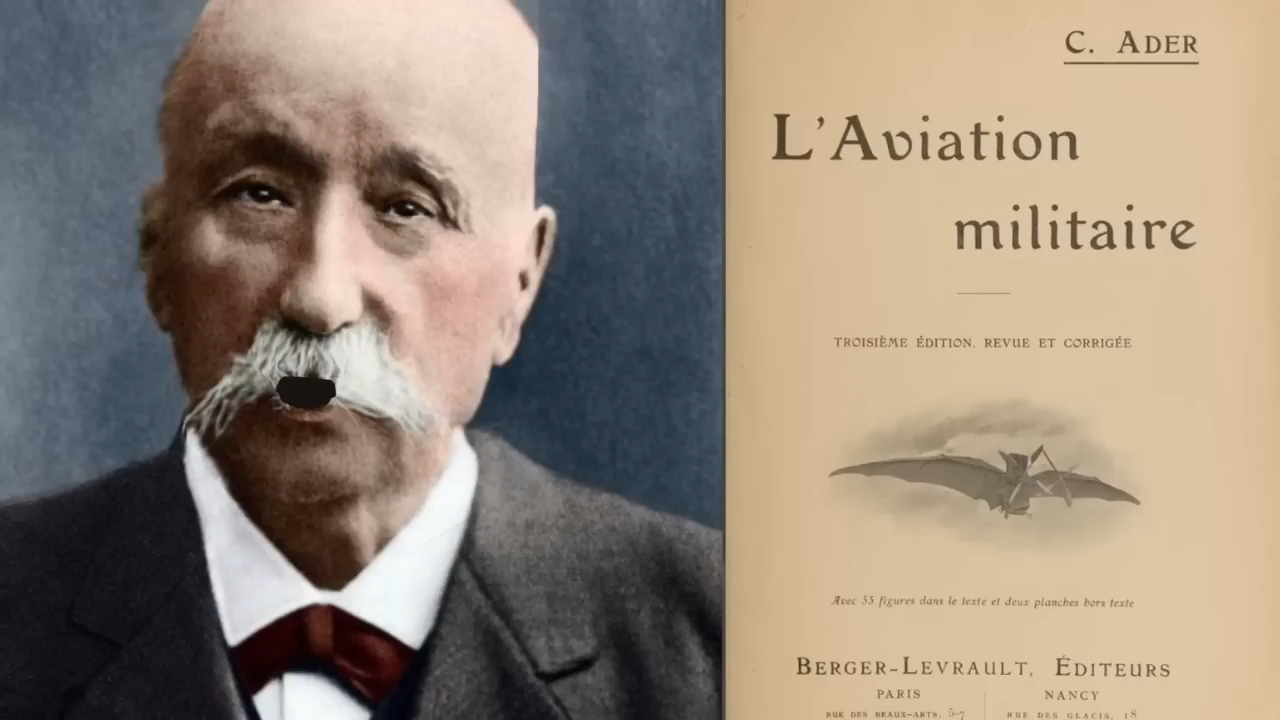 C. ADER
L'Aviation
militaire
TROISIÈME ÉDITION, REVUE ET CORRIGÉE
Avec 55 figures dans le texte et deux planches hors texte
BERGER-LEVRAULT, ÉDITEURS
PARIS NANCY
RUE DES BEAUX-ARTS, 5-7 RUE DES GLACIS, 18